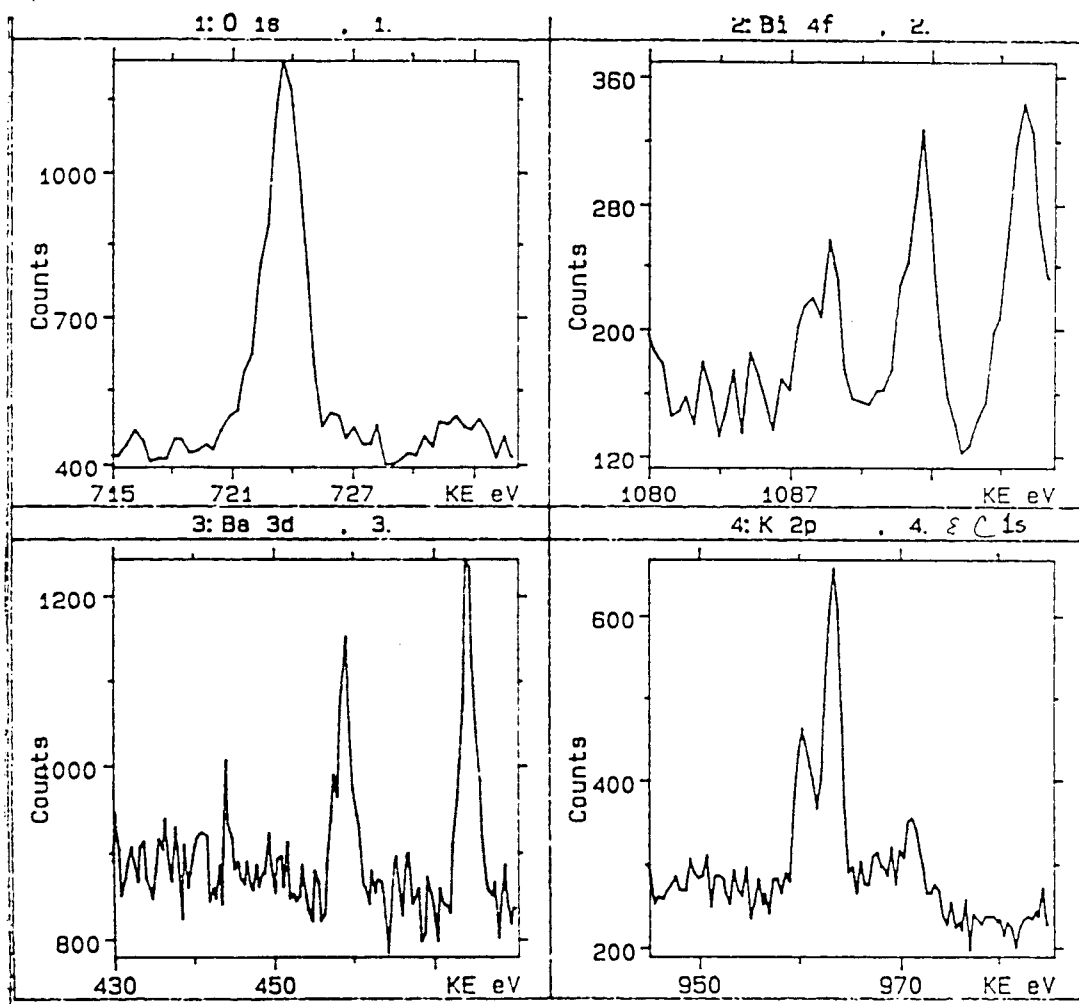 1: O 1s , 1.
Counts
1000
700
400
715 721 727 KE eV
2: Bi 4f , 2.
Counts
360
280
200
120
1080 1087 KE eV
3: Ba 3d , 3.
Counts
1200
1000
800
430 450 KE eV
4: K 2p , 4. & C 1s
Counts
600
400
200
950 970 KE eV